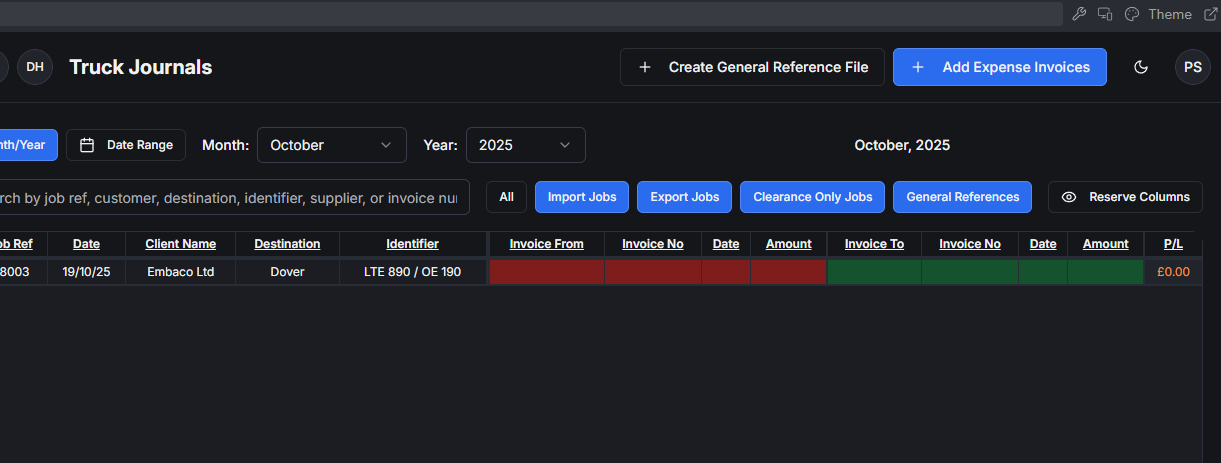 Theme
DH Truck Journals + Create General Reference File + Add Expense Invoices PS
nth/Year Date Range Month: October Year: 2025 October, 2025
rch by job ref, customer, destination, identifier, supplier, or invoice nu All Import Jobs Export Jobs Clearance Only Jobs General References Reserve Columns
ob Ref Date Client Name Destination Identifier Invoice From Invoice No Date Amount Invoice To Invoice No Date Amount P/L
8003 19/10/25 Embaco Ltd Dover LTE 890 / OE 190 £0.00